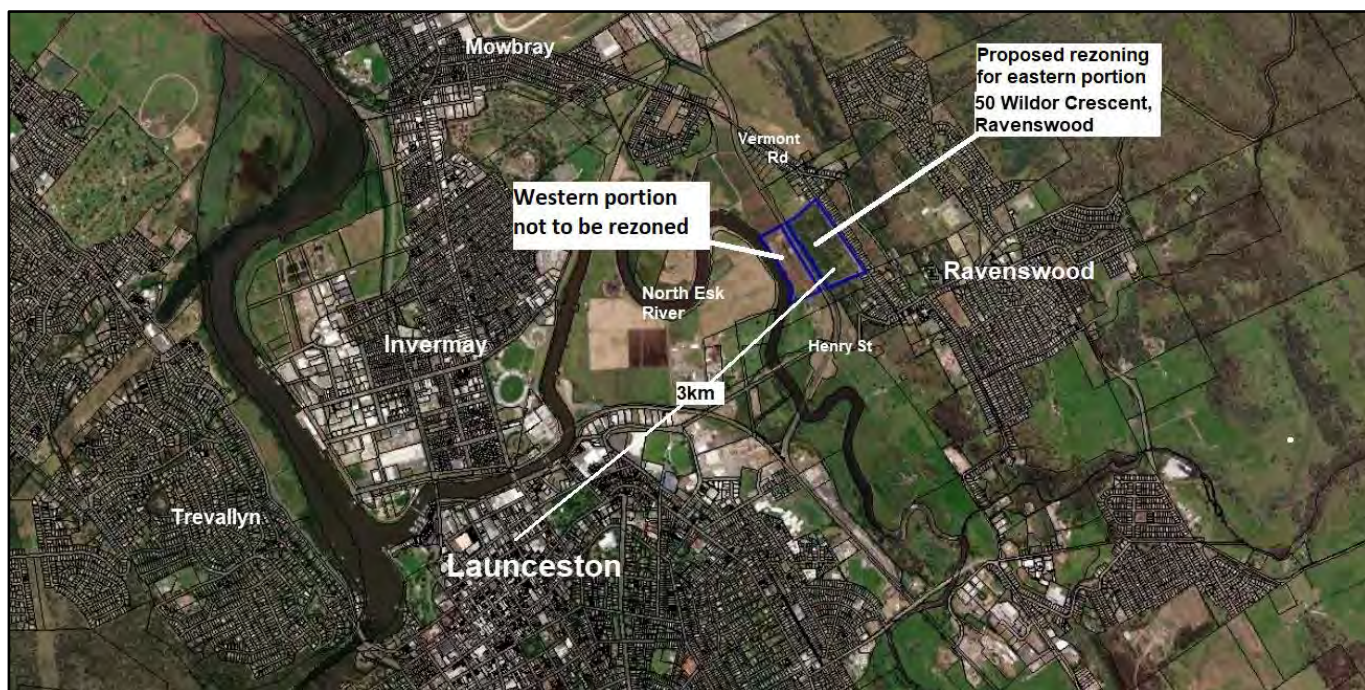 Mowbray
Proposed rezoning
for eastern portion
50 Wildor Crescent,
Ravenswood
Vermont
Rd
Western portion
not to be rezoned
Ravenswood
North Esk
River
Invermay
Henry St
3km
Trevallyn
Launceston